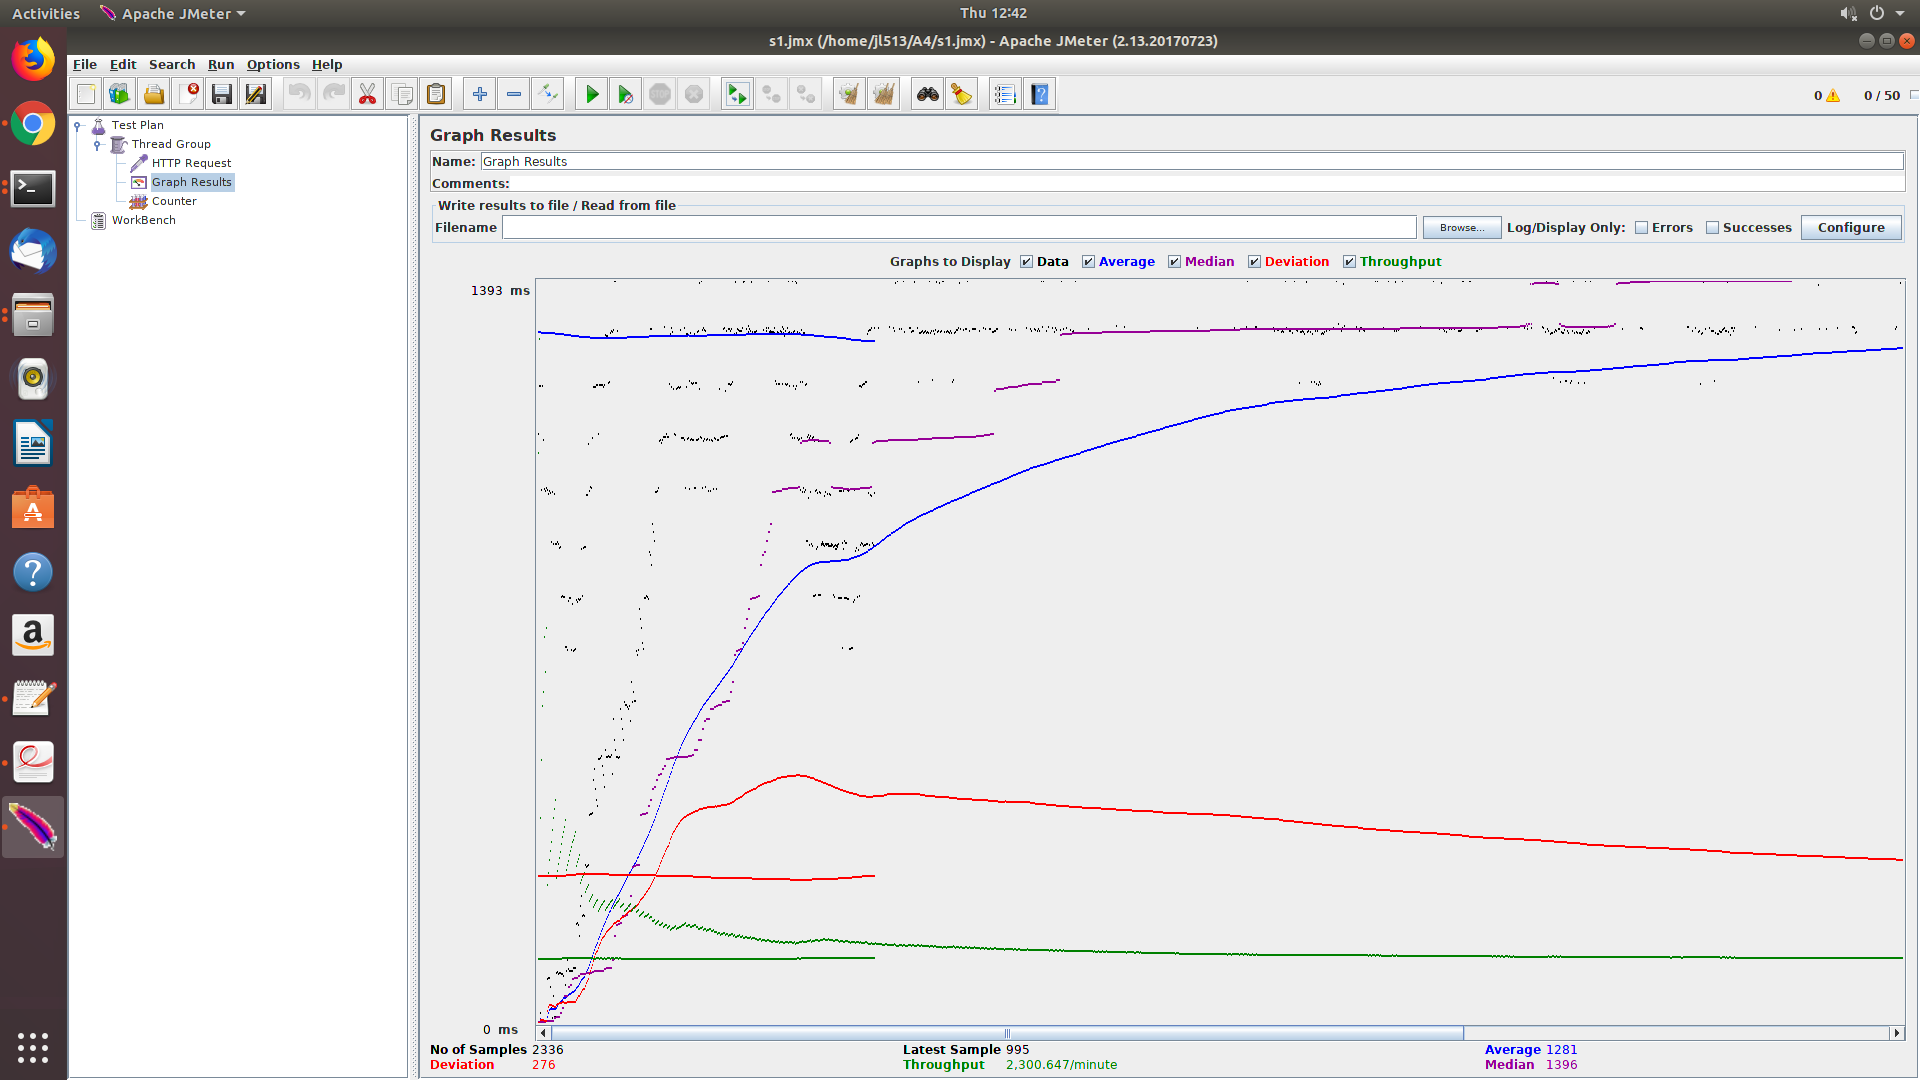 Activities Apache JMeter Thu 12:42
s1.jmx (/home/jl513/A4/s1.jmx) - Apache JMeter (2.13.20170723)
File Edit Search Run Options Help
STOP
0 0 / 50
Test Plan
Thread Group
HTTP Request
Graph Results
Counter
WorkBench
Graph Results
Name: Graph Results
Comments:
Write results to file / Read from file
Filename Browse... Log/Display Only: Errors Successes Configure
Graphs to Display Data Average Median Deviation Throughput
1393 ms
0 ms
No of Samples 2336 Latest Sample 995 Average 1281
Deviation 276 Throughput 2,300.647/minute Median 1396